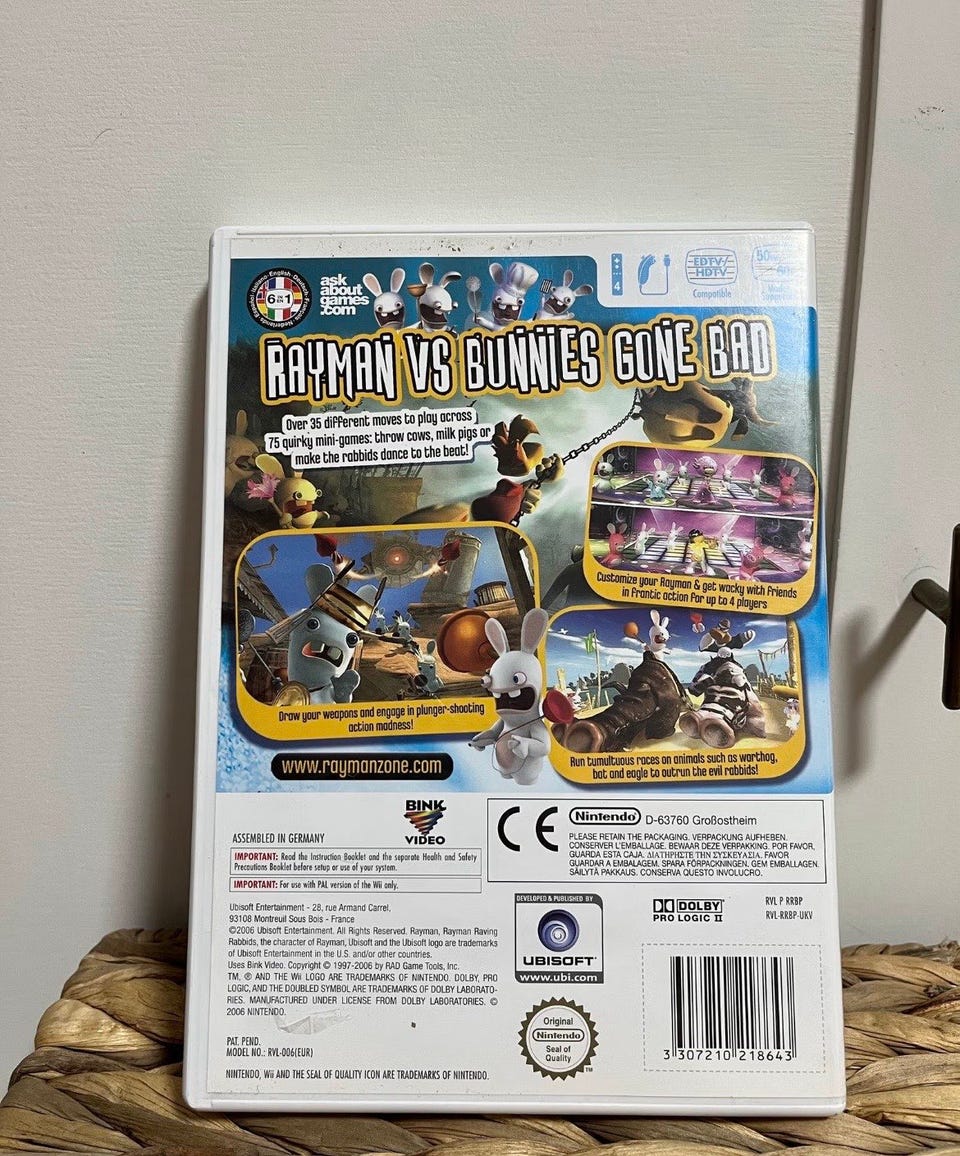 English Deutsch Français Nederlands Español Italiano
6 IN 1
ask
about
games
.com
4
EDTV/
HDTV
Compatible
RAYMAN VS BUNNIES GONE BAD
Over 35 different moves to play across
75 quirky mini-games: throw cows, milk pigs or
make the rabbids dance to the beat!
Customize your Rayman & get wacky with friends
in frantic action for up to 4 players
Draw your weapons and engage in plunger-shooting
action madness!
Run tumultuous races on animals such as warthog,
bat and eagle to outrun the evil rabbids!
www.raymanzone.com
ASSEMBLED IN GERMANY
BINK
VIDEO
IMPORTANT: Read the Instruction Booklet and the separate Health and Safety
Precautions Booklet before setup or use of your system.
IMPORTANT: For use with PAL version of the Wii only.
CE
Nintendo D-63760 Großostheim
PLEASE RETAIN THE PACKAGING. VERPACKUNG AUFHEBEN.
CONSERVER L'EMBALLAGE. BEWAAR DEZE VERPAKKING. POR FAVOR,
GUARDA ESTA CAJA. ΔΙΑΤΗΡΗΣΤΕ ΤΗΝ ΣΥΣΚΕΥΑΣΙΑ. FAVOR
GUARDAR A EMBALAGEM. SPARA FÖRPACKNINGEN. GEM EMBALLAGEN.
SÄILYTÄ PAKKAUS. CONSERVA QUESTO INVOLUCRO.
Ubisoft Entertainment - 28, rue Armand Carrel,
93108 Montreuil Sous Bois - France
©2006 Ubisoft Entertainment. All Rights Reserved. Rayman, Rayman Raving
Rabbids, the character of Rayman, Ubisoft and the Ubisoft logo are trademarks
of Ubisoft Entertainment in the U.S. and/or other countries.
Uses Bink Video. Copyright © 1997-2006 by RAD Game Tools, Inc.
TM, ® AND THE Wii LOGO ARE TRADEMARKS OF NINTENDO. DOLBY, PRO
LOGIC, AND THE DOUBLED SYMBOL ARE TRADEMARKS OF DOLBY LABORATO-
RIES. MANUFACTURED UNDER LICENSE FROM DOLBY LABORATORIES. ©
2006 NINTENDO.
PAT. PEND.
MODEL NO.: RVL-006(EUR)
NINTENDO, Wii AND THE SEAL OF QUALITY ICON ARE TRADEMARKS OF NINTENDO.
DEVELOPED & PUBLISHED BY
UBISOFT
www.ubi.com
DOLBY
PRO LOGIC II
RVL P RRBP
RVL-RRBP-UKV
Original
Nintendo
Seal of
Quality
TM
3 307210 218643